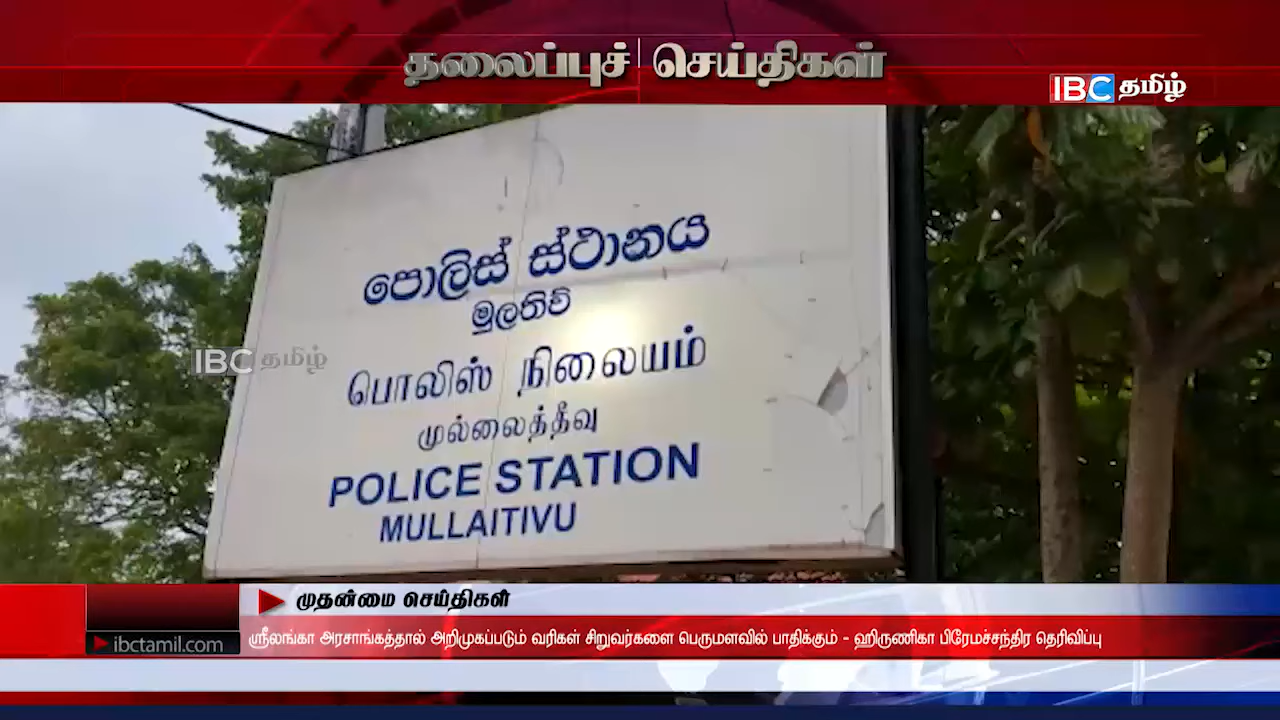 தலைப்புச் செய்திகள்
IBC தமிழ்
පොලිස් ස්ථානය
මුලතිව්
IBC தமிழ்
பொலிஸ் நிலையம்
முல்லைத்தீவு
POLICE STATION
MULLAITIVU
முதன்மை செய்திகள்
ibctamil.com
ஸ்ரீலங்கா அரசாங்கத்தால் அறிமுகப்படும் வரிகள் சிறுவர்களை பெருமளவில் பாதிக்கும் - ஹிருணிகா பிரேமச்சந்திர தெரிவிப்பு